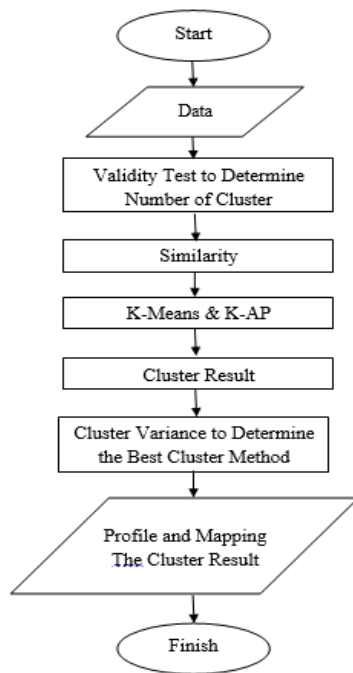 Start
Data
Validity Test to Determine
Number of Cluster
Similarity
K-Means & K-AP
Cluster Result
Cluster Variance to Determine
the Best Cluster Method
Profile and Mapping
The Cluster Result
Finish